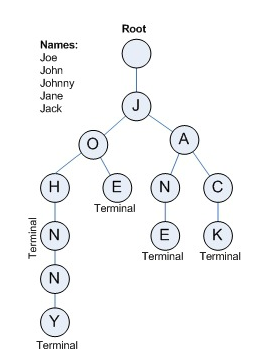 Root
Names:
Joe
John
Johnny
Jane
Jack
J
O
A
H
E
N
C
Terminal
Terminal
N
E
K
Terminal
Terminal
N
Y
Terminal